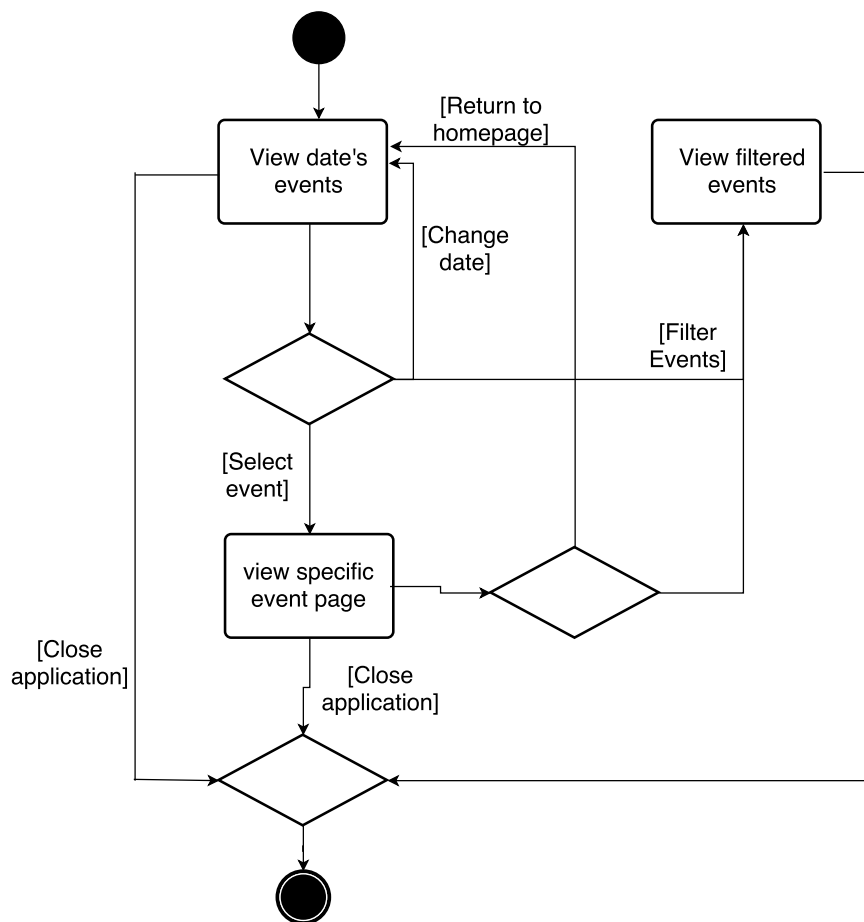 [Return to
homepage]
View date's
events
View filtered
events
[Change
date]
[Filter
Events]
[Select
event]
view specific
event page
[Close
application]
[Close
application]